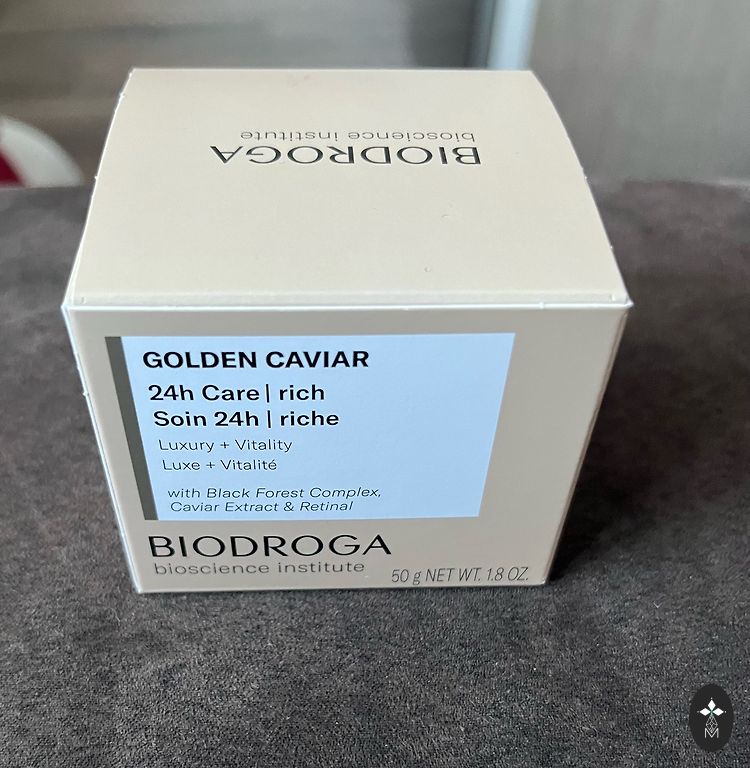 bioscience institute
BIODROGA
GOLDEN CAVIAR
24h Care | rich
Soin 24h | riche
Luxury + Vitality
Luxe + Vitalité
with Black Forest Complex,
Caviar Extract & Retinal
BIODROGA
bioscience institute
50 g NET WT. 1.8 OZ.
M